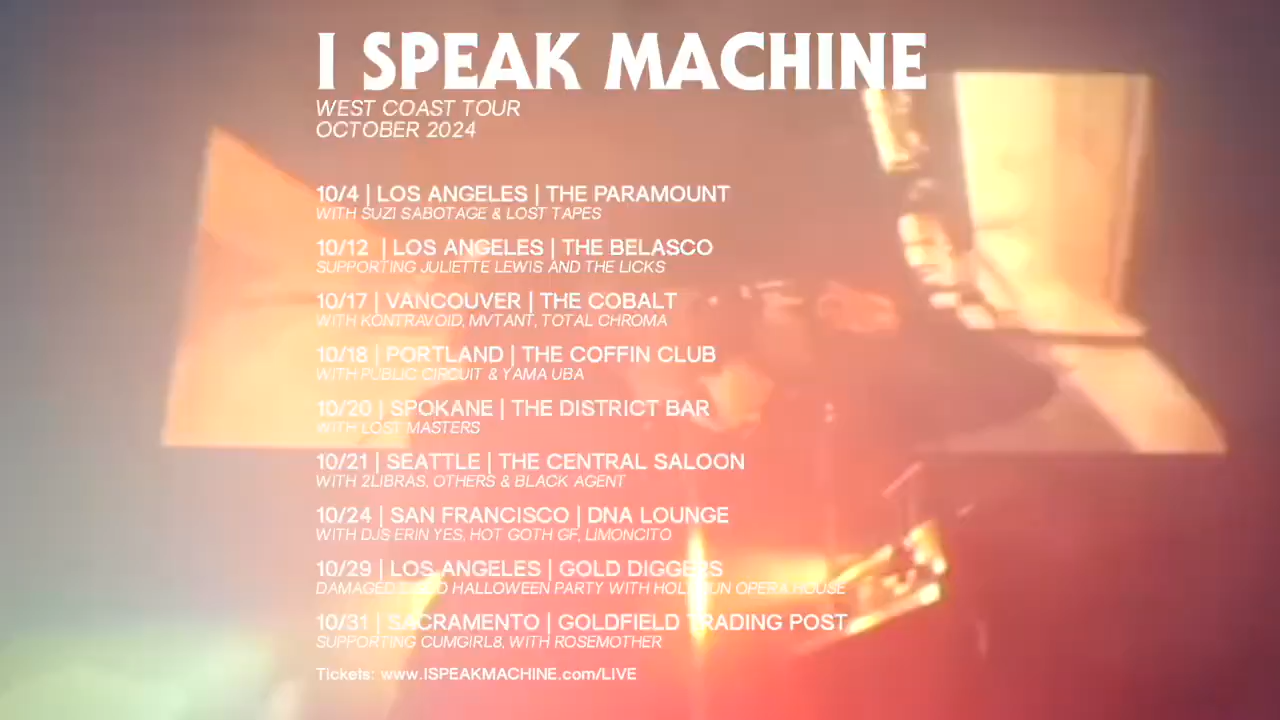 I SPEAK MACHINE
WEST COAST TOUR
OCTOBER 2024
10/4 | LOS ANGELES | THE PARAMOUNT
WITH SUZI SABOTAGE & LOST TAPES
10/12 | LOS ANGELES | THE BELASCO
SUPPORTING JULIETTE LEWIS AND THE LICKS
10/17 | VANCOUVER | THE COBALT
WITH KONTRAVOID, MVTANT, TOTAL CHROMA
10/18 | PORTLAND | THE COFFIN CLUB
WITH PUBLIC CIRCUIT & YAMA UBA
10/20 | SPOKANE | THE DISTRICT BAR
WITH LOST MASTERS
10/21 | SEATTLE | THE CENTRAL SALOON
WITH 2LIBRAS, OTHERS & BLACK AGENT
10/24 | SAN FRANCISCO | DNA LOUNGE
WITH DJS ERIN YES, HOT GOTH GF, LIMONCITO
10/29 | LOS ANGELES | GOLD DIGGERS
HALLOWEEN PARTY WITH OPERA HOUSE
10/31 | SACRAMENTO | GOLDFIELD TRADING POST
SUPPORTING CUMGIRL8, WITH ROSEMOTHER
Tickets: www.ISPEAKMACHINE.com/LIVE